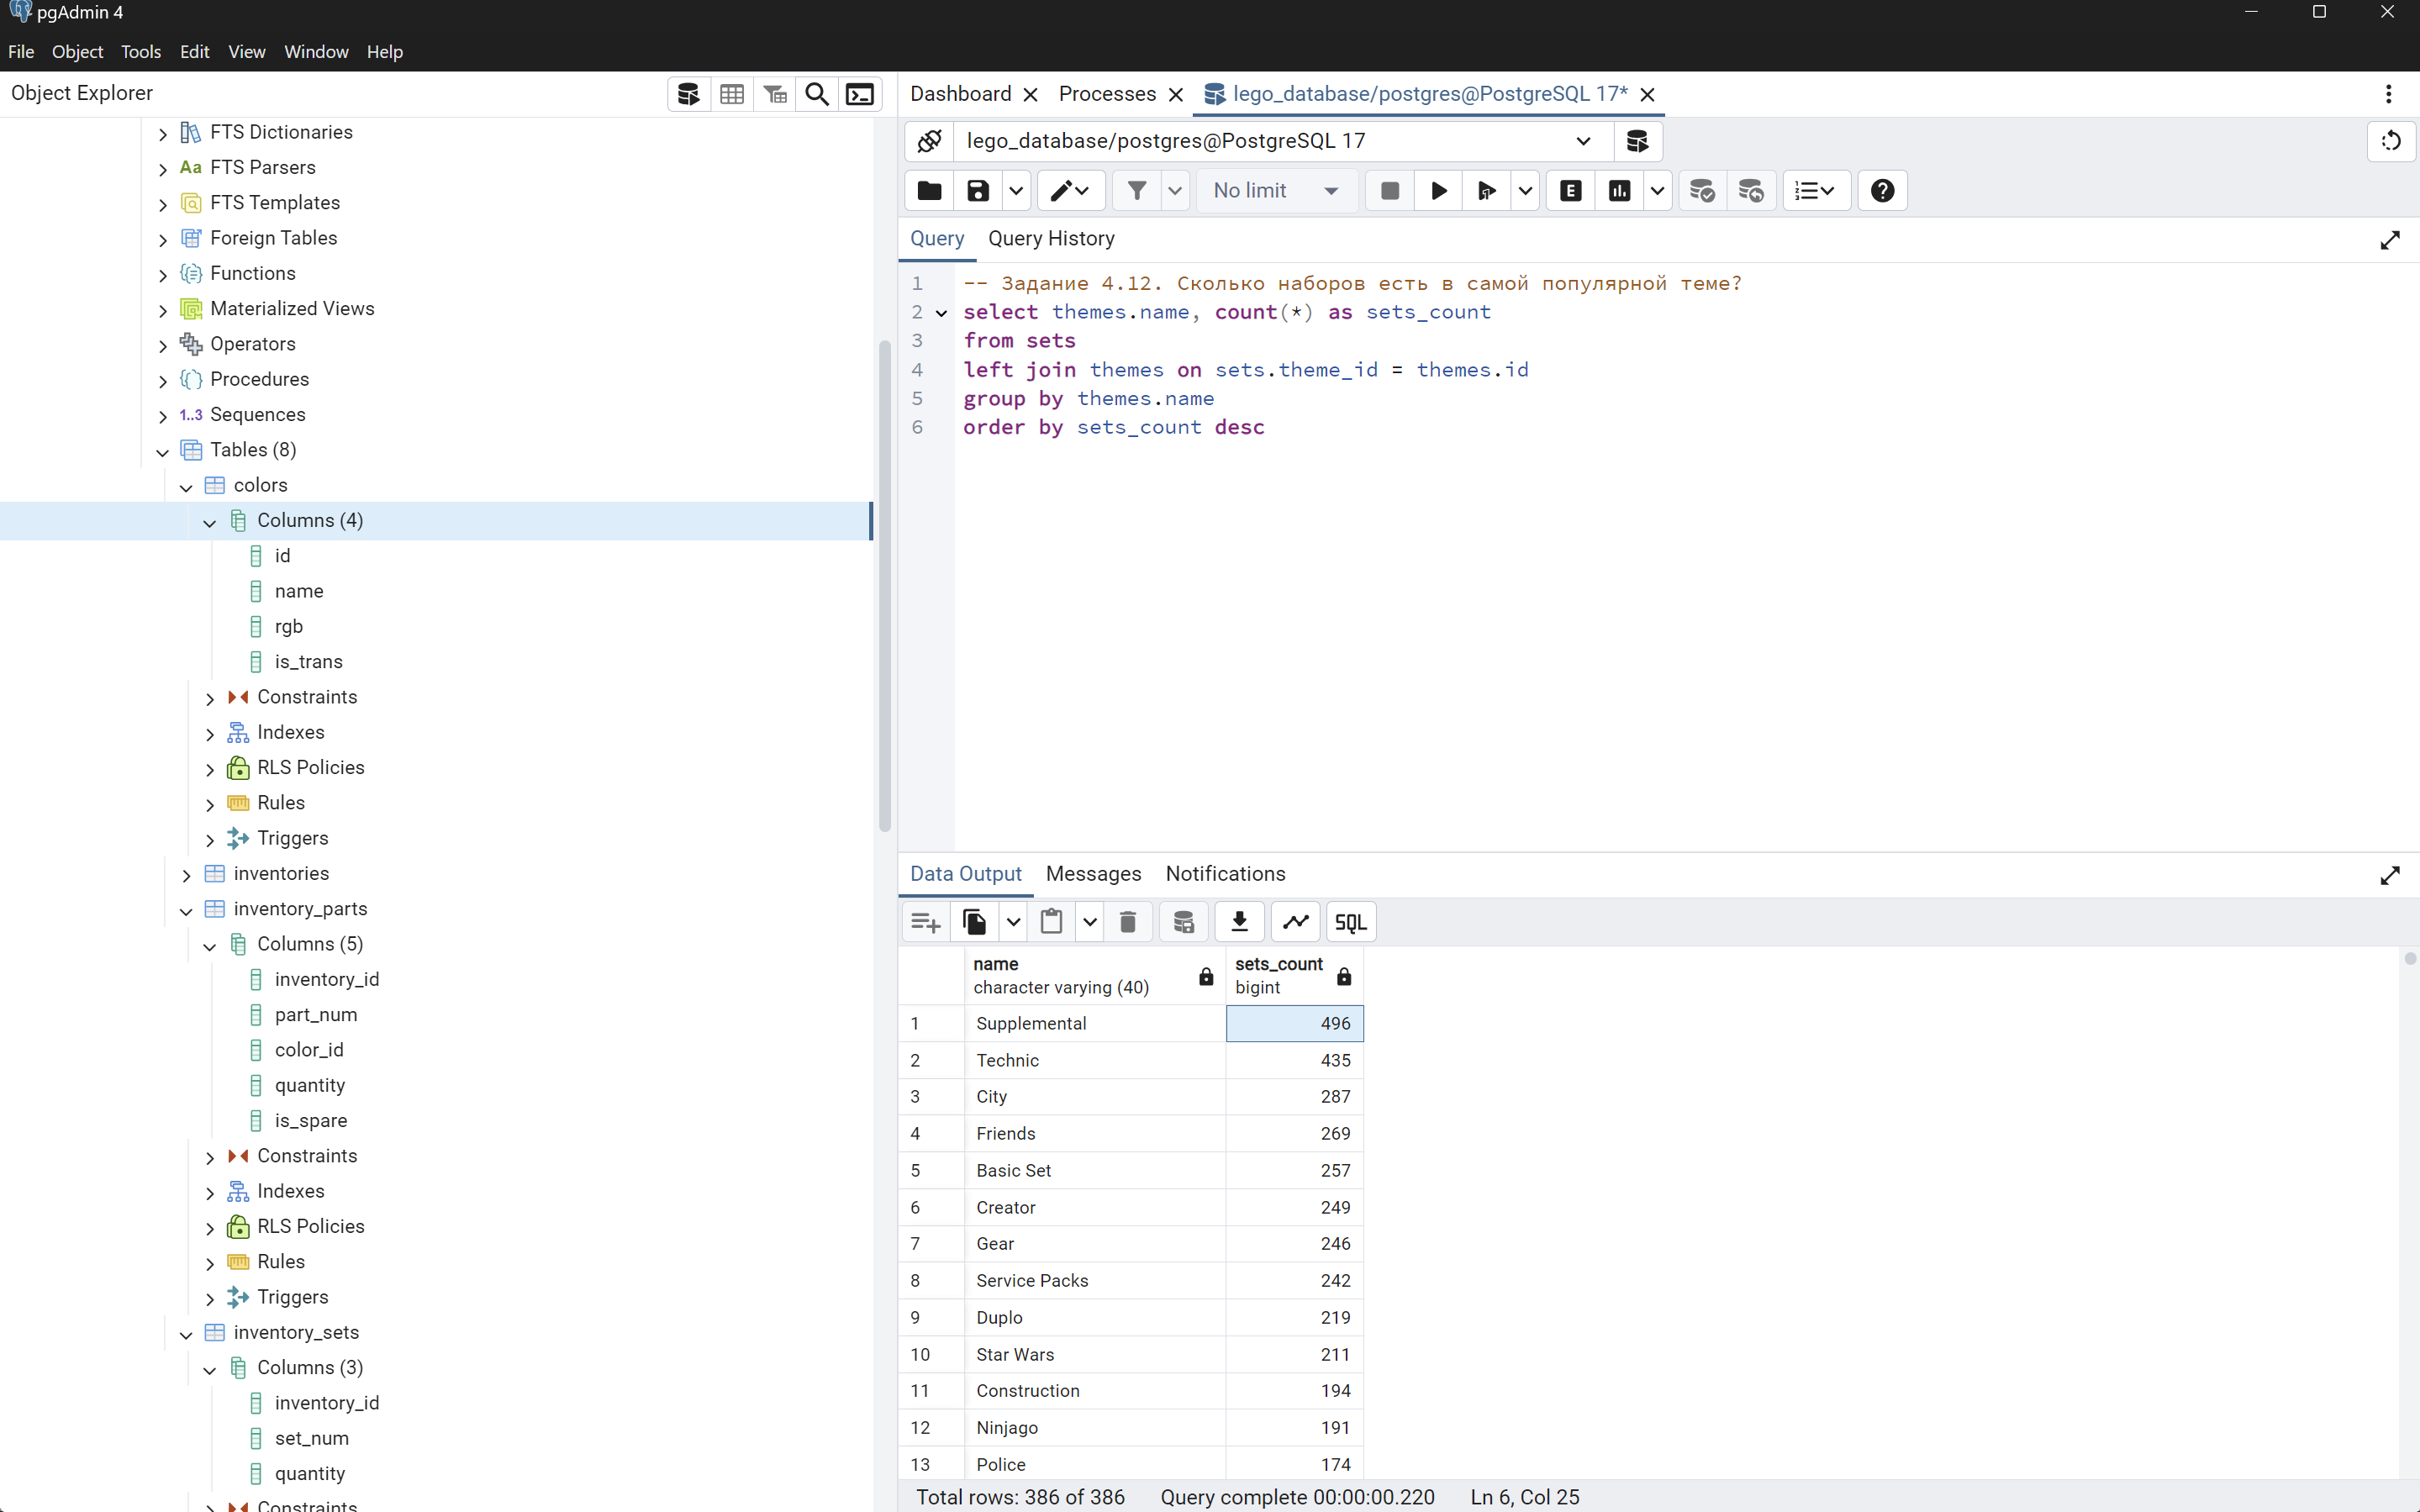 pgAdmin 4
File Object Tools Edit View Window Help
Object Explorer
FTS Dictionaries
Aa FTS Parsers
FTS Templates
Foreign Tables
Functions
Materialized Views
Operators
Procedures
1..3 Sequences
Tables (8)
colors
Columns (4)
id
name
rgb
is_trans
Constraints
Indexes
RLS Policies
Rules
Triggers
inventories
inventory_parts
Columns (5)
inventory_id
part_num
color_id
quantity
is_spare
Constraints
Indexes
RLS Policies
Rules
Triggers
inventory_sets
Columns (3)
inventory_id
set_num
quantity
Constraints
Dashboard Processes lego_database/postgres@PostgreSQL 17*
lego_database/postgres@PostgreSQL 17
No limit E
Query Query History
1 -- Задание 4.12. Сколько наборов есть в самой популярной теме?
2 select themes.name, count(*) as sets_count
3 from sets
4 left join themes on sets.theme_id = themes.id
5 group by themes.name
6 order by sets_count desc
Data Output Messages Notifications
SQL
name sets_count
character varying (40) bigint
1 Supplemental 496
2 Technic 435
3 City 287
4 Friends 269
5 Basic Set 257
6 Creator 249
7 Gear 246
8 Service Packs 242
9 Duplo 219
10 Star Wars 211
11 Construction 194
12 Ninjago 191
13 Police 174
Total rows: 386 of 386 Query complete 00:00:00.220 Ln 6, Col 25